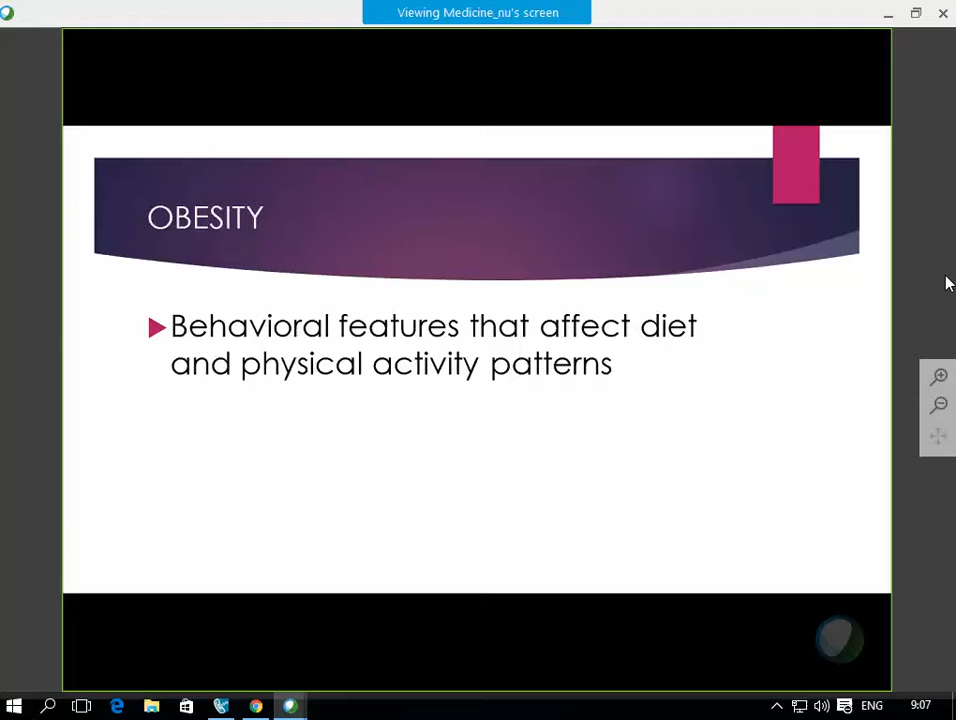 Viewing Medicine_nu's screen
OBESITY
Behavioral features that affect diet
and physical activity patterns
ENG
9:07